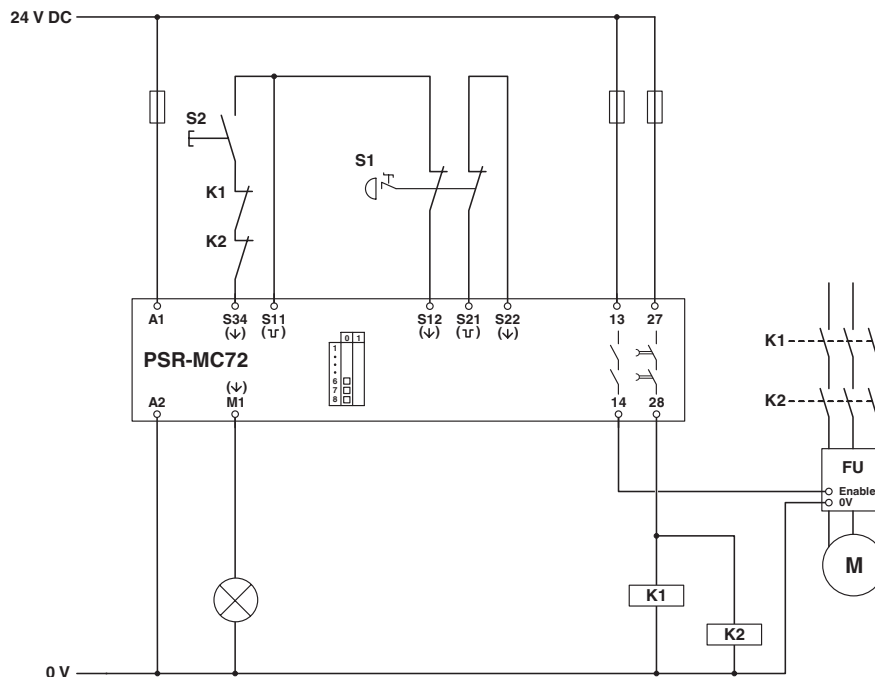 24 V DC
S2
S1
K1
K2
A1
S34
S11
S12
S21
S22
13
27
0 1
PSR-MC72
1
6
7
8
A2
M1
14
28
K1
K2
FU
Enable
0V
M
K1
K2
0 V